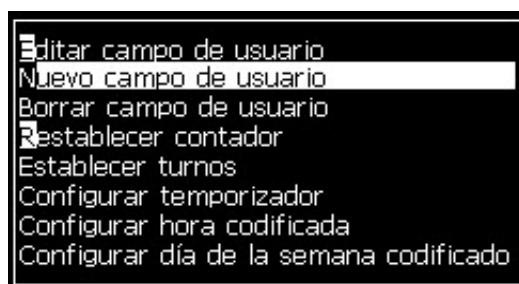 Editar campo de usuario
Nuevo campo de usuario
Borrar campo de usuario
Restablecer contador
Establecer turnos
Configurar temporizador
Configurar hora codificada
Configurar día de la semana codificado